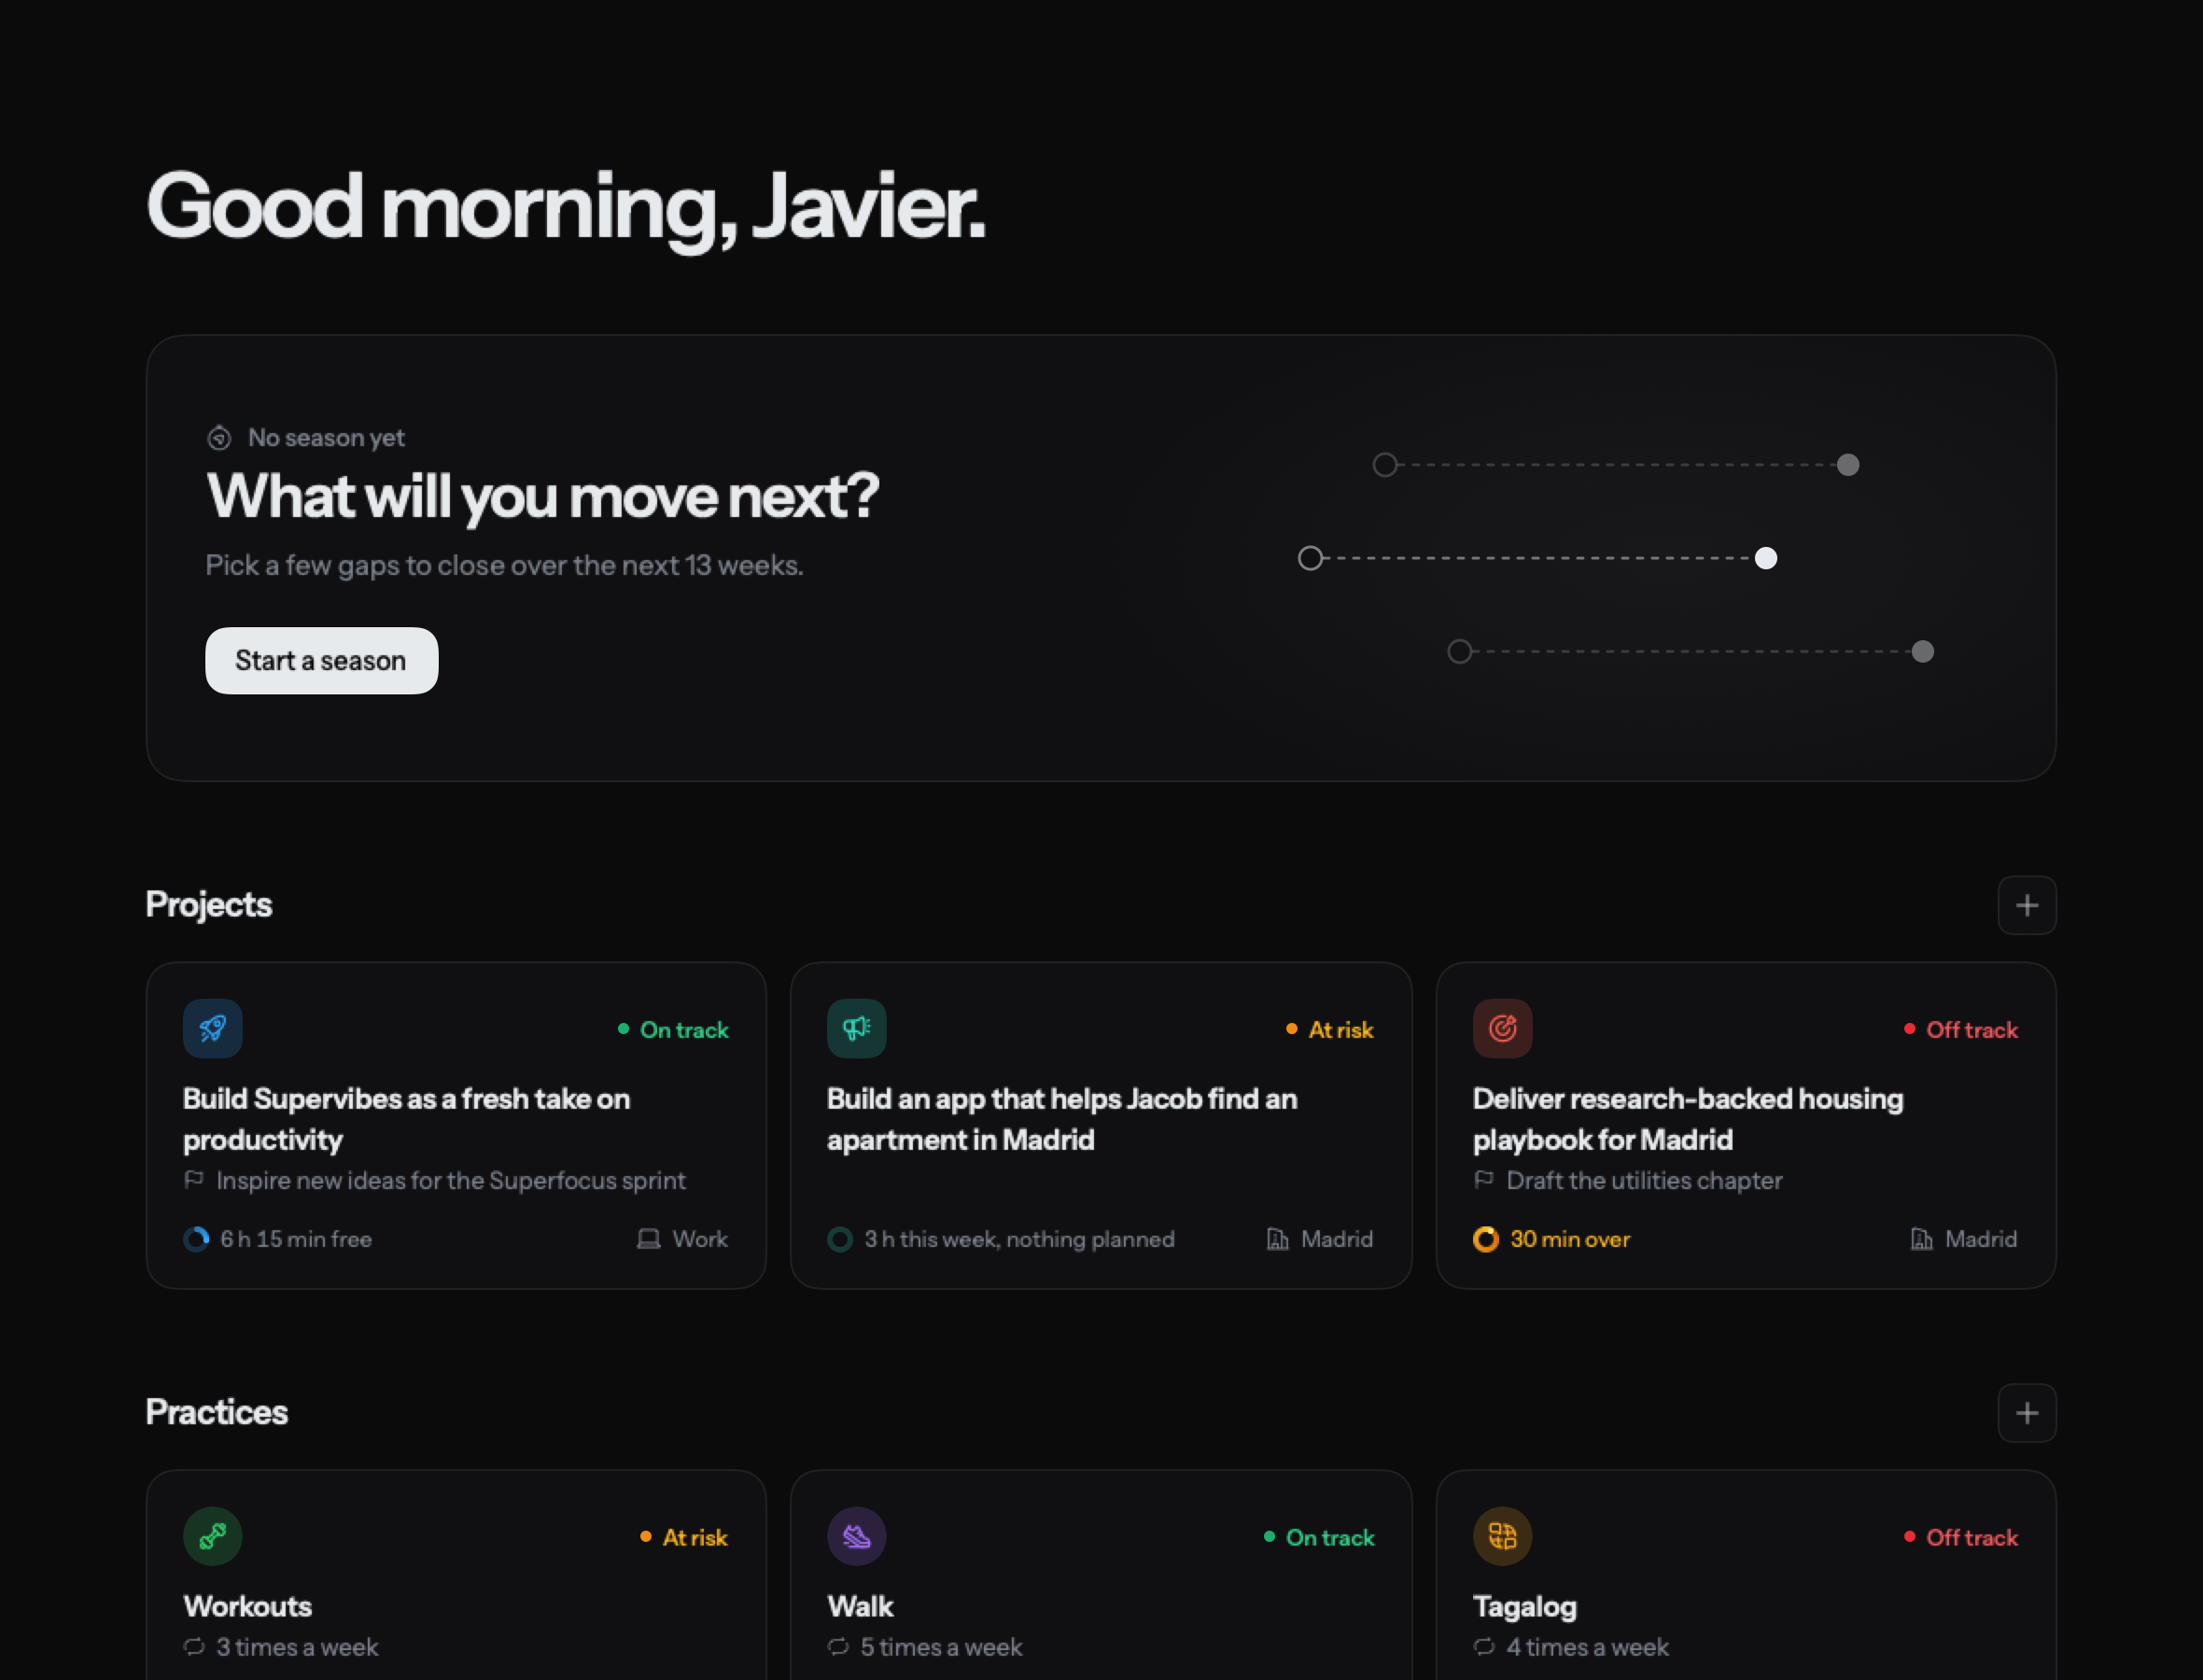 Good morning, Javier.
No season yet
What will you move next?
Pick a few gaps to close over the next 13 weeks.
Start a season
Projects
On track
Build Supervibes as a fresh take on
productivity
Inspire new ideas for the Superfocus sprint
6 h 15 min free
Work
At risk
Build an app that helps Jacob find an
apartment in Madrid
3 h this week, nothing planned
Madrid
Off track
Deliver research-backed housing
playbook for Madrid
Draft the utilities chapter
30 min over
Madrid
Practices
At risk
Workouts
3 times a week
On track
Walk
5 times a week
Off track
Tagalog
4 times a week